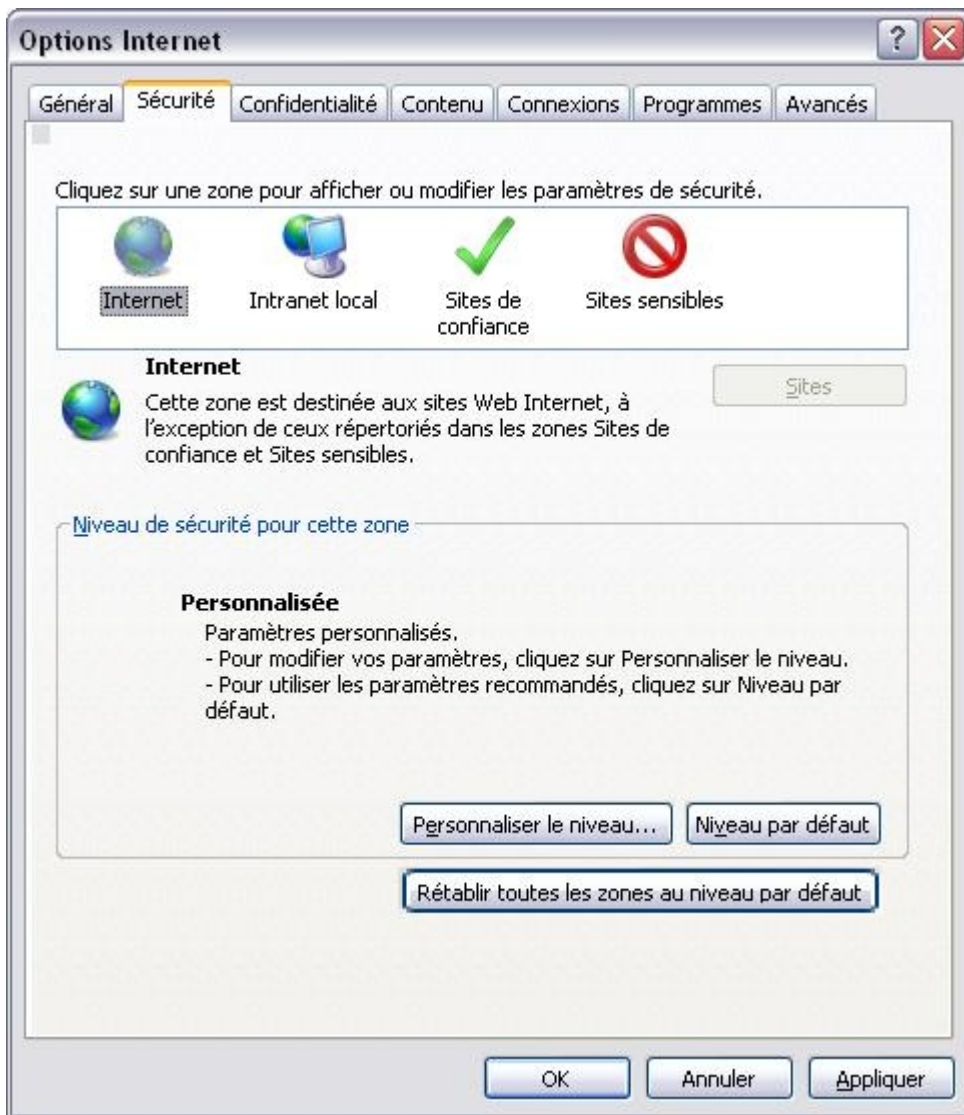 Options Internet
Général Sécurité Confidentialité Contenu Connexions Programmes Avancés
Cliquez sur une zone pour afficher ou modifier les paramètres de sécurité.
Internet
Intranet local
Sites de
confiance
Sites sensibles
Internet
Sites
Cette zone est destinée aux sites Web Internet, à
l'exception de ceux répertoriés dans les zones Sites de
confiance et Sites sensibles.
Niveau de sécurité pour cette zone
Personnalisée
Paramètres personnalisés.
- Pour modifier vos paramètres, cliquez sur Personnaliser le niveau.
- Pour utiliser les paramètres recommandés, cliquez sur Niveau par
défaut.
Personnaliser le niveau... Niveau par défaut
Rétablir toutes les zones au niveau par défaut
OK Annuler Appliquer